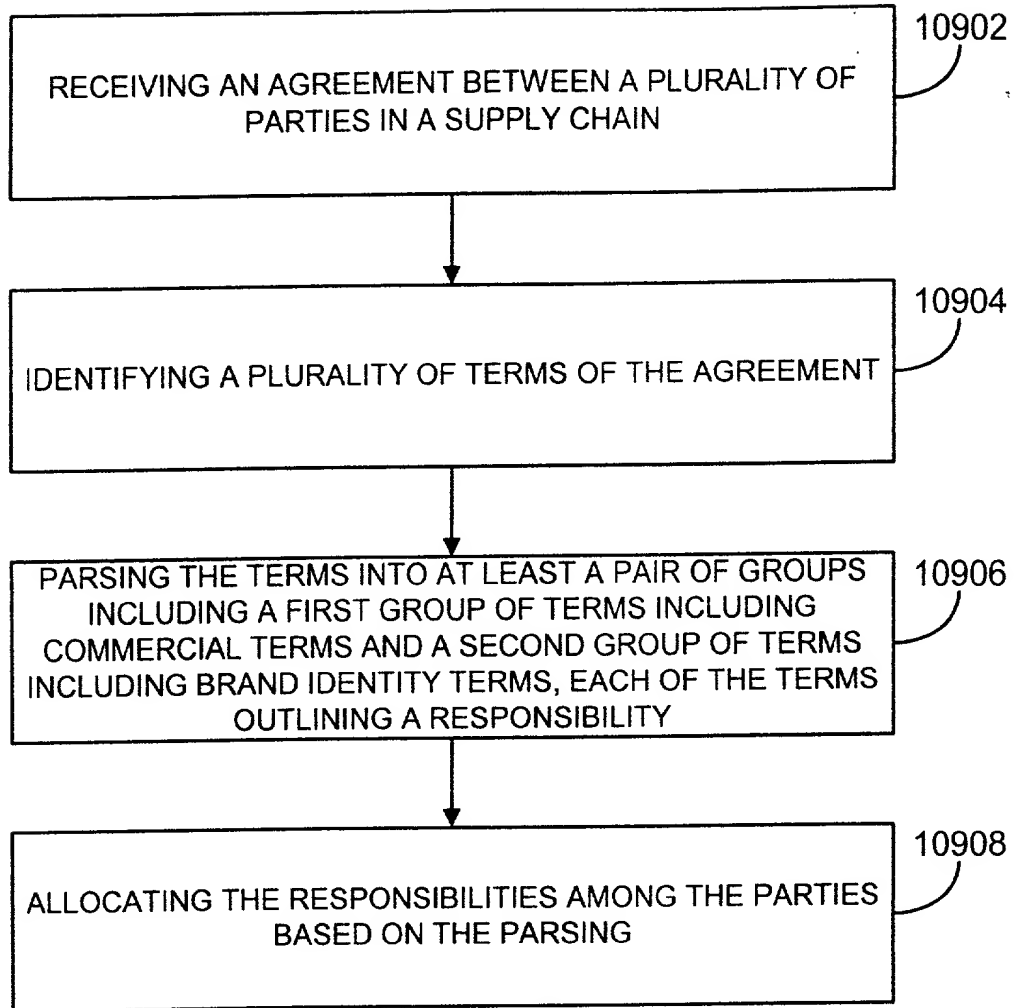 10902
RECEIVING AN AGREEMENT BETWEEN A PLURALITY OF
PARTIES IN A SUPPLY CHAIN
10904
IDENTIFYING A PLURALITY OF TERMS OF THE AGREEMENT
10906
PARSING THE TERMS INTO AT LEAST A PAIR OF GROUPS
INCLUDING A FIRST GROUP OF TERMS INCLUDING
COMMERCIAL TERMS AND A SECOND GROUP OF TERMS
INCLUDING BRAND IDENTITY TERMS, EACH OF THE TERMS
OUTLINING A RESPONSIBILITY
10908
ALLOCATING THE RESPONSIBILITIES AMONG THE PARTIES
BASED ON THE PARSING